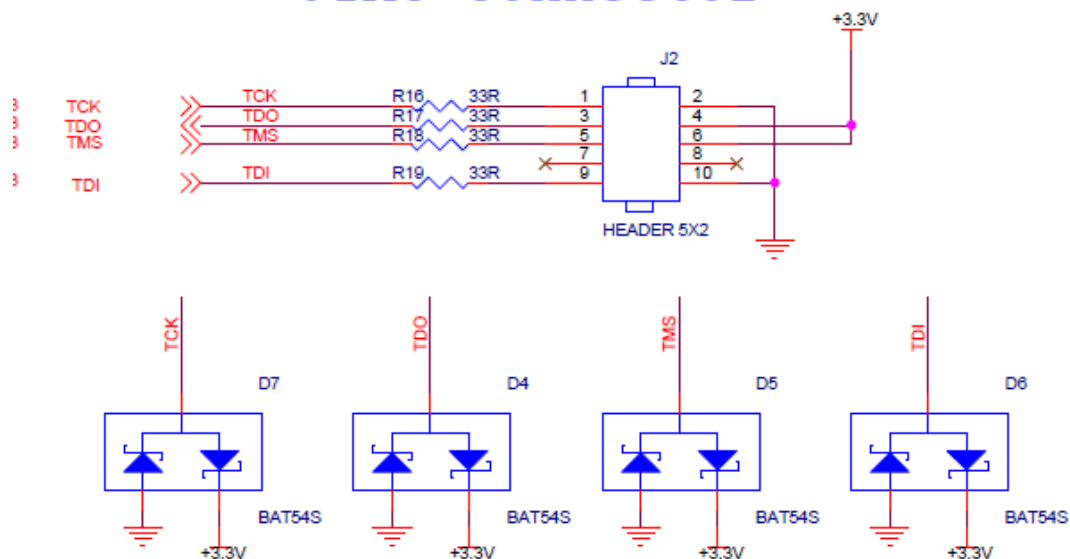 +3.3V
J2
TCK TCK R16 33R 1 2
TDO TDO R17 33R 3 4
TMS TMS R18 33R 5 6
7 8
TDI TDI R19 33R 9 10
HEADER 5X2
TCK TDO TMS TDI
D7 D4 D5 D6
BAT54S BAT54S BAT54S BAT54S
+3.3V +3.3V +3.3V +3.3V